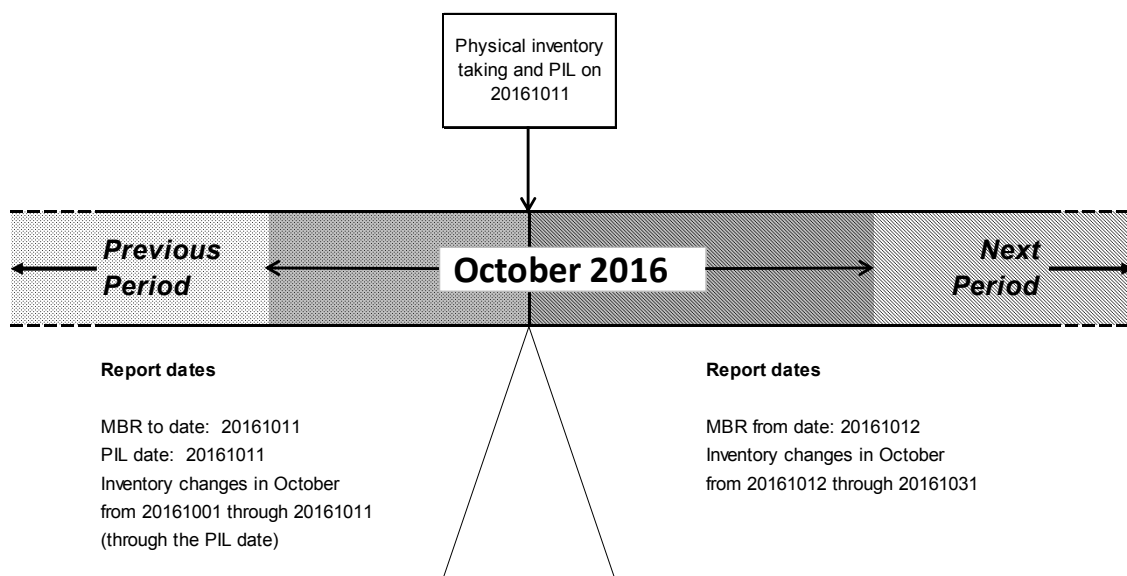 Physical inventory
taking and PIL on
20161011
Previous
Period
October 2016
Next
Period
Report dates
MBR to date:  20161011
PIL date:  20161011
Inventory changes in October
from 20161001 through 20161011
(through the PIL date)
Report dates
MBR from date: 20161012
Inventory changes in October
from 20161012 through 20161031